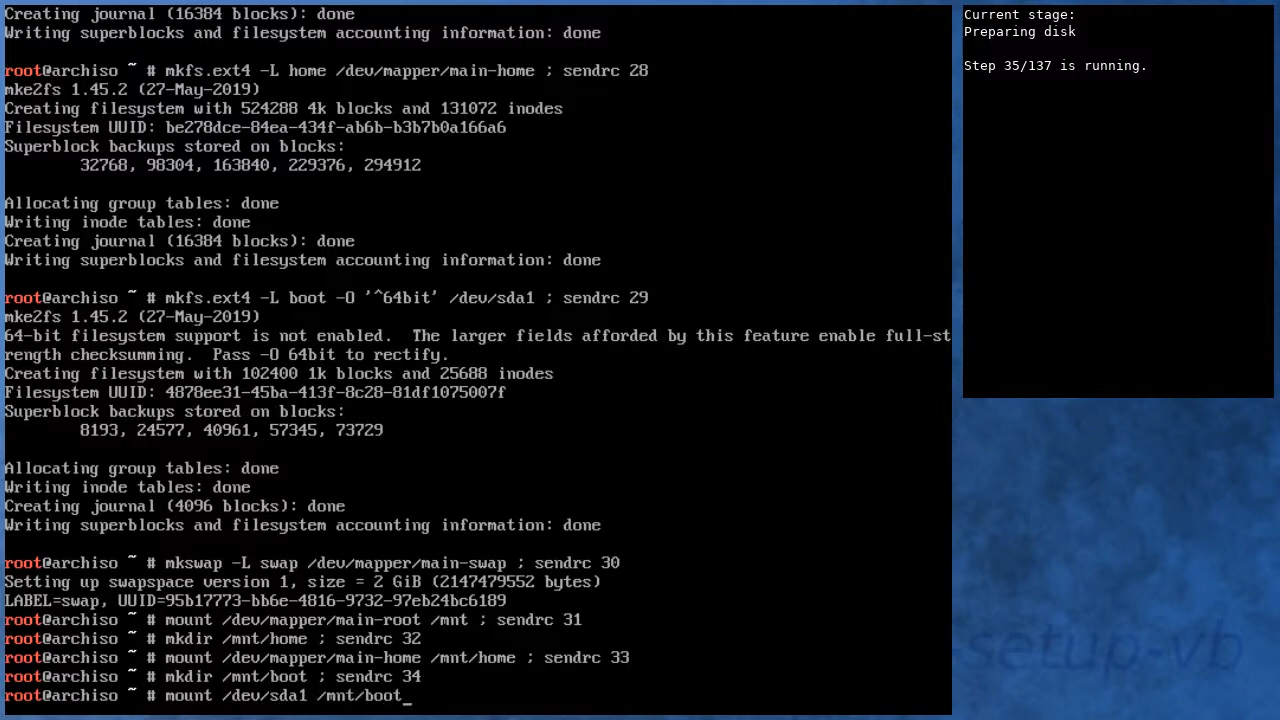 Creating journal (16384 blocks): done
Writing superblocks and filesystem accounting information: done
root@archiso ~ # mkfs.ext4 -L home /dev/mapper/main-home ; sendrc 28
mke2fs 1.45.2 (27-May-2019)
Creating filesystem with 524288 4k blocks and 131072 inodes
Filesystem UUID: be278dce-84ea-434f-ab6b-b3b7b0a166a6
Superblock backups stored on blocks:
        32768, 98304, 163840, 229376, 294912
Allocating group tables: done
Writing inode tables: done
Creating journal (16384 blocks): done
Writing superblocks and filesystem accounting information: done
root@archiso ~ # mkfs.ext4 -L boot -O '^64bit' /dev/sda1 ; sendrc 29
mke2fs 1.45.2 (27-May-2019)
64-bit filesystem support is not enabled.  The larger fields afforded by this feature enable full-st
rength checksumming.  Pass -O 64bit to rectify.
Creating filesystem with 102400 1k blocks and 25688 inodes
Filesystem UUID: 4878ee31-45ba-413f-8c28-81df1075007f
Superblock backups stored on blocks:
        8193, 24577, 40961, 57345, 73729
Allocating group tables: done
Writing inode tables: done
Creating journal (4096 blocks): done
Writing superblocks and filesystem accounting information: done
root@archiso ~ # mkswap -L swap /dev/mapper/main-swap ; sendrc 30
Setting up swapspace version 1, size = 2 GiB (2147479552 bytes)
LABEL=swap, UUID=95b17773-bb6e-4816-9732-97eb24bc6189
root@archiso ~ # mount /dev/mapper/main-root /mnt ; sendrc 31
root@archiso ~ # mkdir /mnt/home ; sendrc 32
root@archiso ~ # mount /dev/mapper/main-home /mnt/home ; sendrc 33
root@archiso ~ # mkdir /mnt/boot ; sendrc 34
root@archiso ~ # mount /dev/sda1 /mnt/boot_
Current stage:
Preparing disk
Step 35/137 is running.
setup-vb